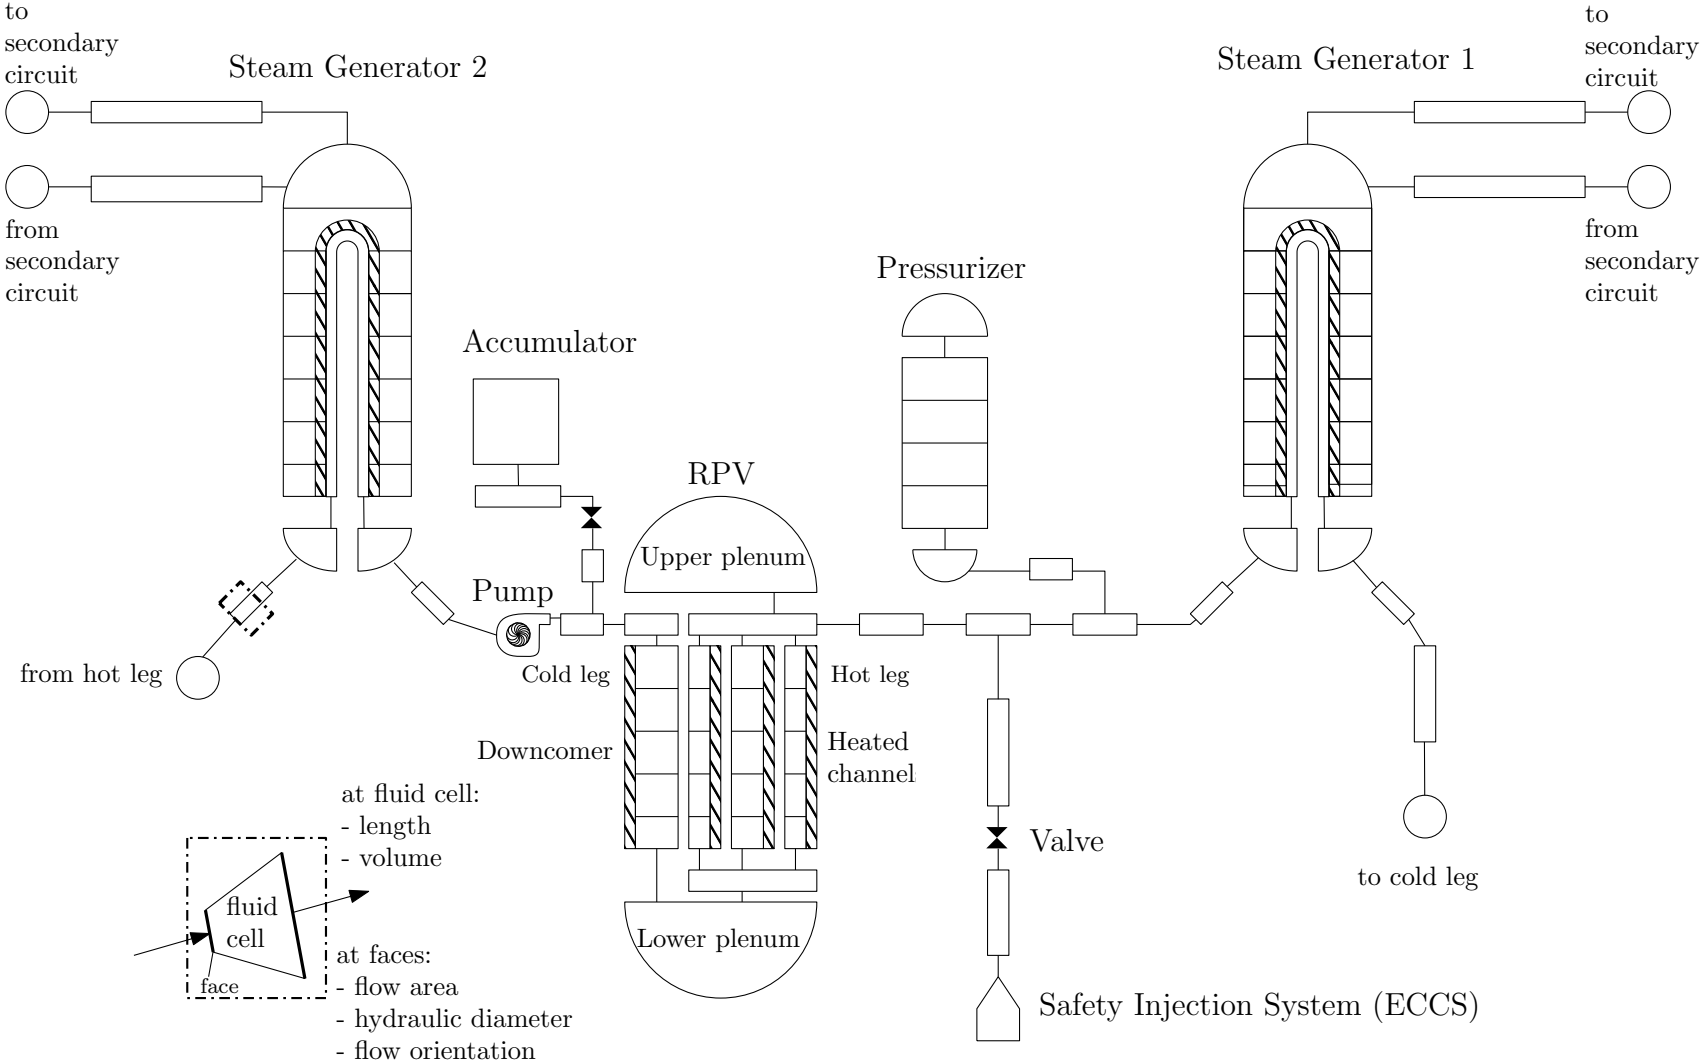 to
secondary
circuit
Steam Generator 2
Steam Generator 1
to
secondary
circuit
from
secondary
circuit
from
secondary
circuit
Pressurizer
Accumulator
RPV
Upper plenum
Pump
from hot leg
Cold leg
Hot leg
Downcomer
Heated
channel
at fluid cell:
- length
- volume
Valve
to cold leg
fluid
cell
face
Lower plenum
at faces:
- flow area
- hydraulic diameter
- flow orientation
Safety Injection System (ECCS)